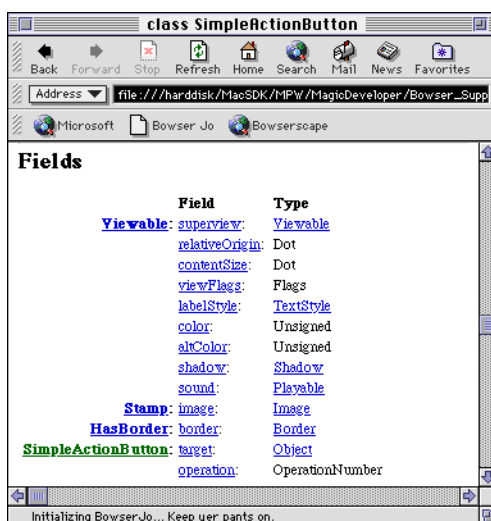 class SimpleActionButton
Back Forward Stop Refresh Home Search Mail News Favorites
Address file:///harddisk/MacSDK/MPW/MagicDeveloper/Bowser_Supp
Microsoft Bowser Jo Bowserscape
Fields
Field Type
Viewable: superview: Viewable
relativeOrigin: Dot
contentSize: Dot
viewFlags: Flags
labelStyle: TextStyle
color: Unsigned
altColor: Unsigned
shadow: Shadow
sound: Playable
Stamp: image: Image
HasBorder: border: Border
SimpleActionButton: target: Object
operation: OperationNumber
Initializing BowserJo... Keep yer pants on.